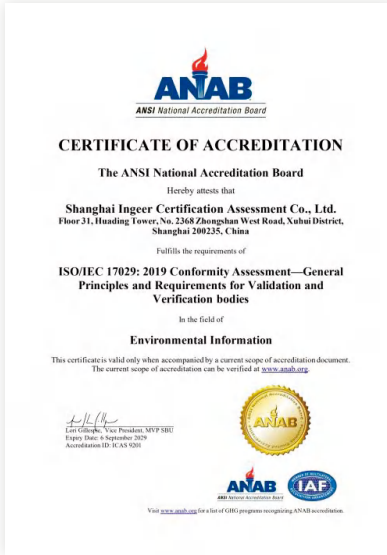 ANAB
ANSI National Accreditation Board
CERTIFICATE OF ACCREDITATION
The ANSI National Accreditation Board
Hereby attests that
Shanghai Ingeer Certification Assessment Co., Ltd.
Floor 31, Huading Tower, No. 2368 Zhongshan West Road, Xuhui District,
Shanghai 200235, China
Fulfills the requirements of
ISO/IEC 17029: 2019 Conformity Assessment—General
Principles and Requirements for Validation and
Verification bodies
In the field of
Environmental Information
This certificate is valid only when accompanied by a current scope of accreditation document.
The current scope of accreditation can be verified at www.anab.org.
Lori Gillespie, Vice President, MVP SBU
Expiry Date: 6 September 2029
Accreditation ID: ICAS 9201
ANAB
ANAB
ANSI National Accreditation Board
IAF
Visit www.anab.org for a list of GHG programs recognizing ANAB accreditation.